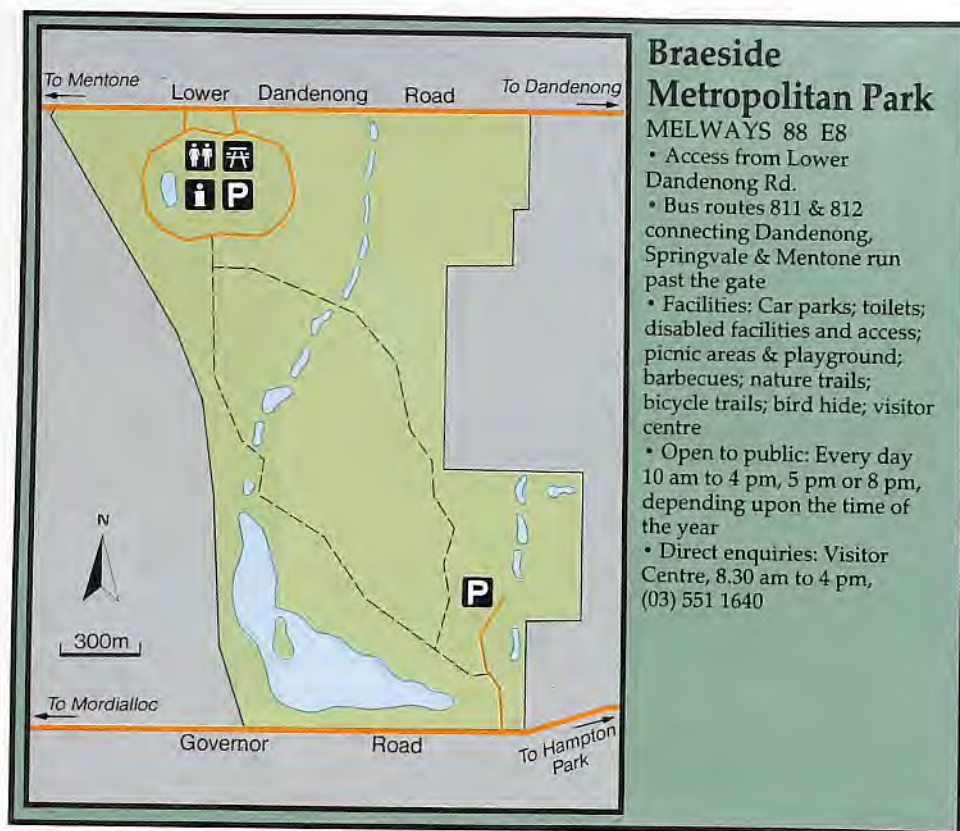 To Mentone
Lower Dandenong Road
To Dandenong
i P
N
P
300m
To Mordialloc
Governor Road
To Hampton
Park
Braeside
Metropolitan Park
MELWAYS 88 E8
• Access from Lower
Dandenong Rd.
• Bus routes 811 & 812
connecting Dandenong,
Springvale & Mentone run
past the gate
• Facilities: Car parks; toilets;
disabled facilities and access;
picnic areas & playground;
barbecues; nature trails;
bicycle trails; bird hide; visitor
centre
• Open to public: Every day
10 am to 4 pm, 5 pm or 8 pm,
depending upon the time of
the year
• Direct enquiries: Visitor
Centre, 8.30 am to 4 pm,
(03) 551 1640